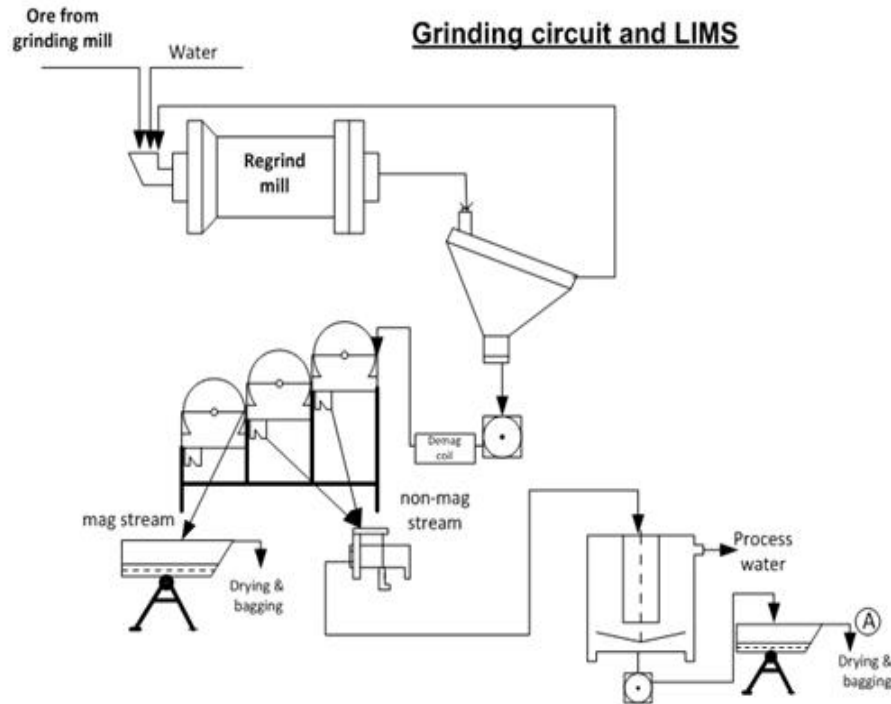 Grinding circuit and LIMS
Ore from
grinding mill
Water
Regrind
mill
Demag
coil
mag stream
non-mag
stream
Drying &
bagging
Process
water
A
Drying &
bagging